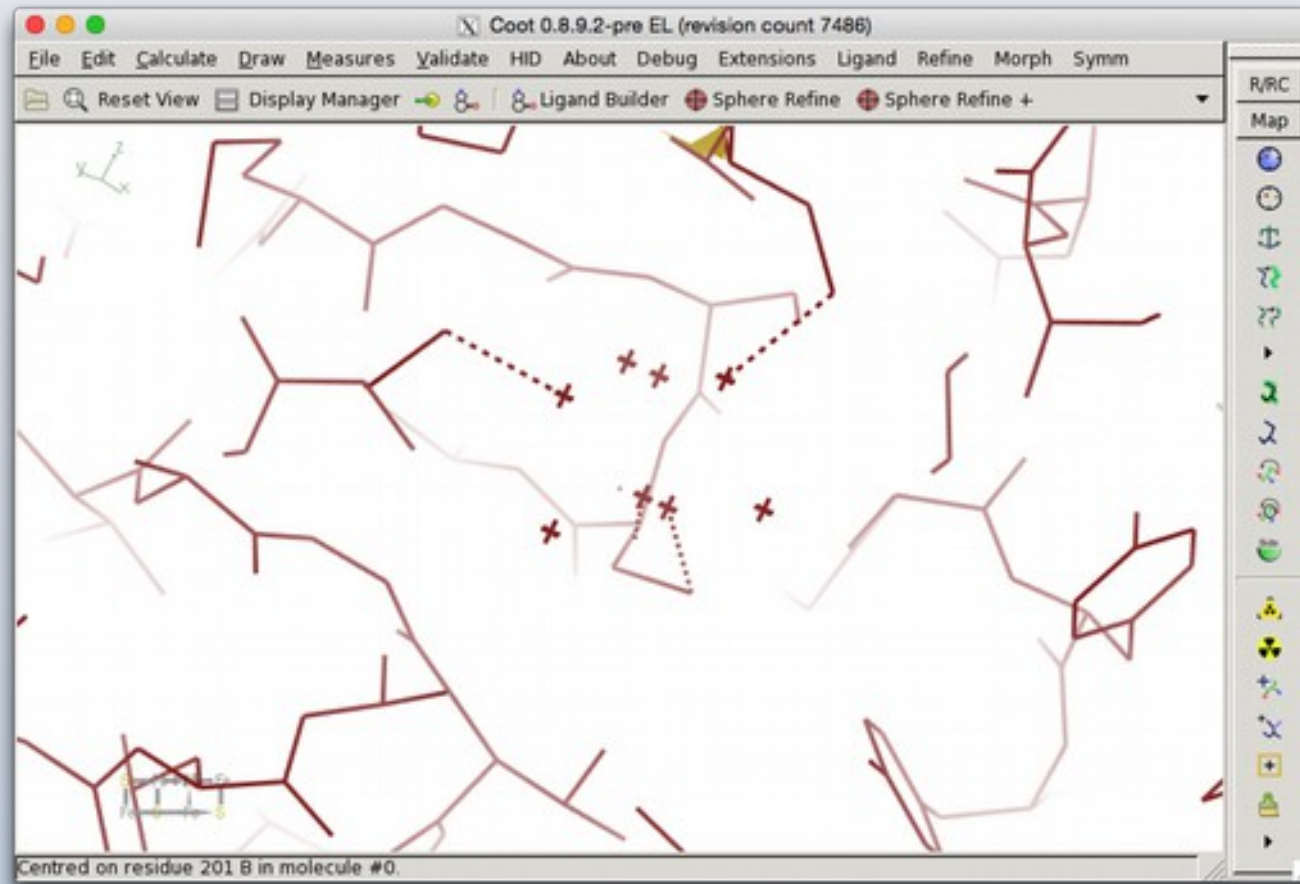 Coot 0.8.9.2-pre EL (revision count 7486)
File Edit Calculate Draw Measures Validate HID About Debug Extensions Ligand Refine Morph Symm
Reset View Display Manager Ligand Builder Sphere Refine Sphere Refine +
R/RC
Map
z
y
x
Centred on residue 201 B in molecule #0.